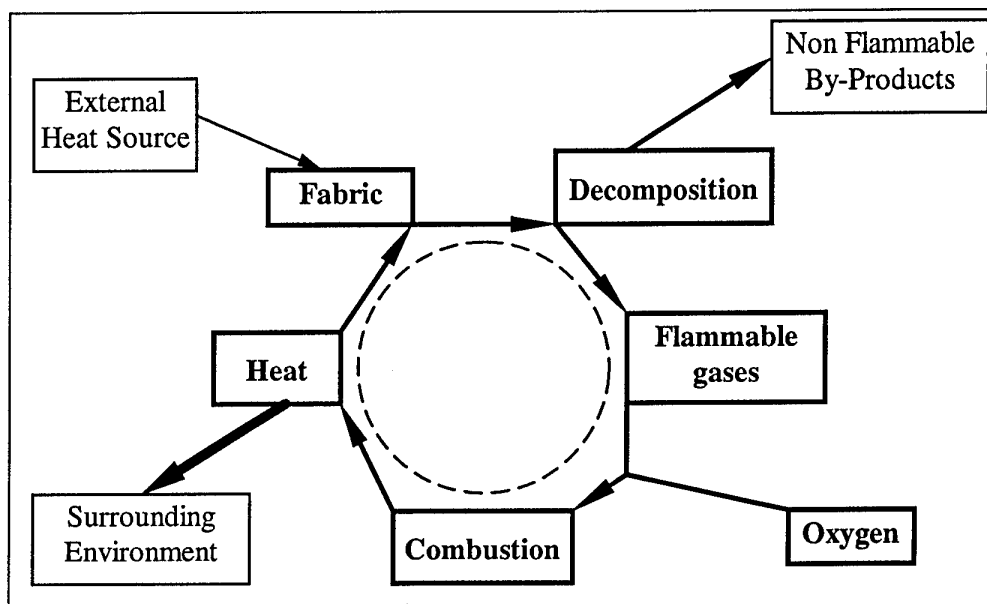 Non Flammable
By-Products
External
Heat Source
Fabric
Decomposition
Flammable
gases
Heat
Surrounding
Environment
Combustion
Oxygen